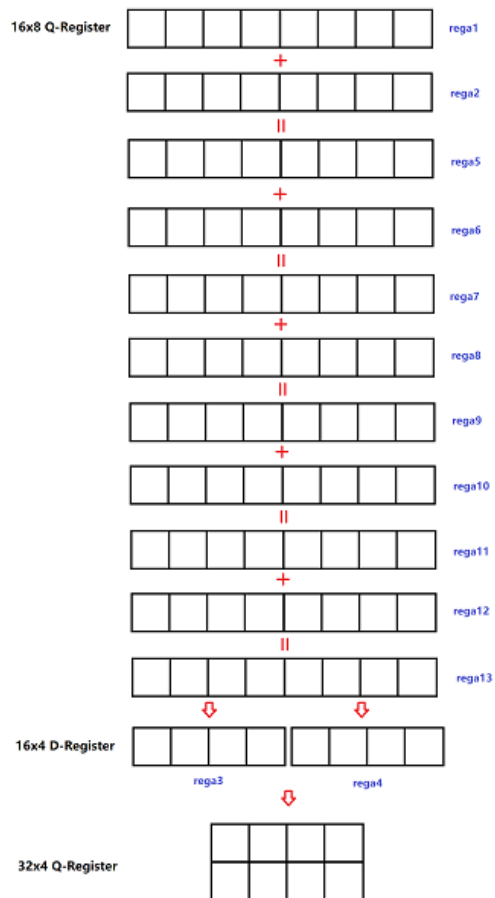 16x8 Q-Register rega1
+
rega2
=
rega5
+
rega6
=
rega7
+
rega8
=
rega9
+
rega10
=
rega11
+
rega12
=
rega13
16x4 D-Register
rega3 rega4
32x4 Q-Register